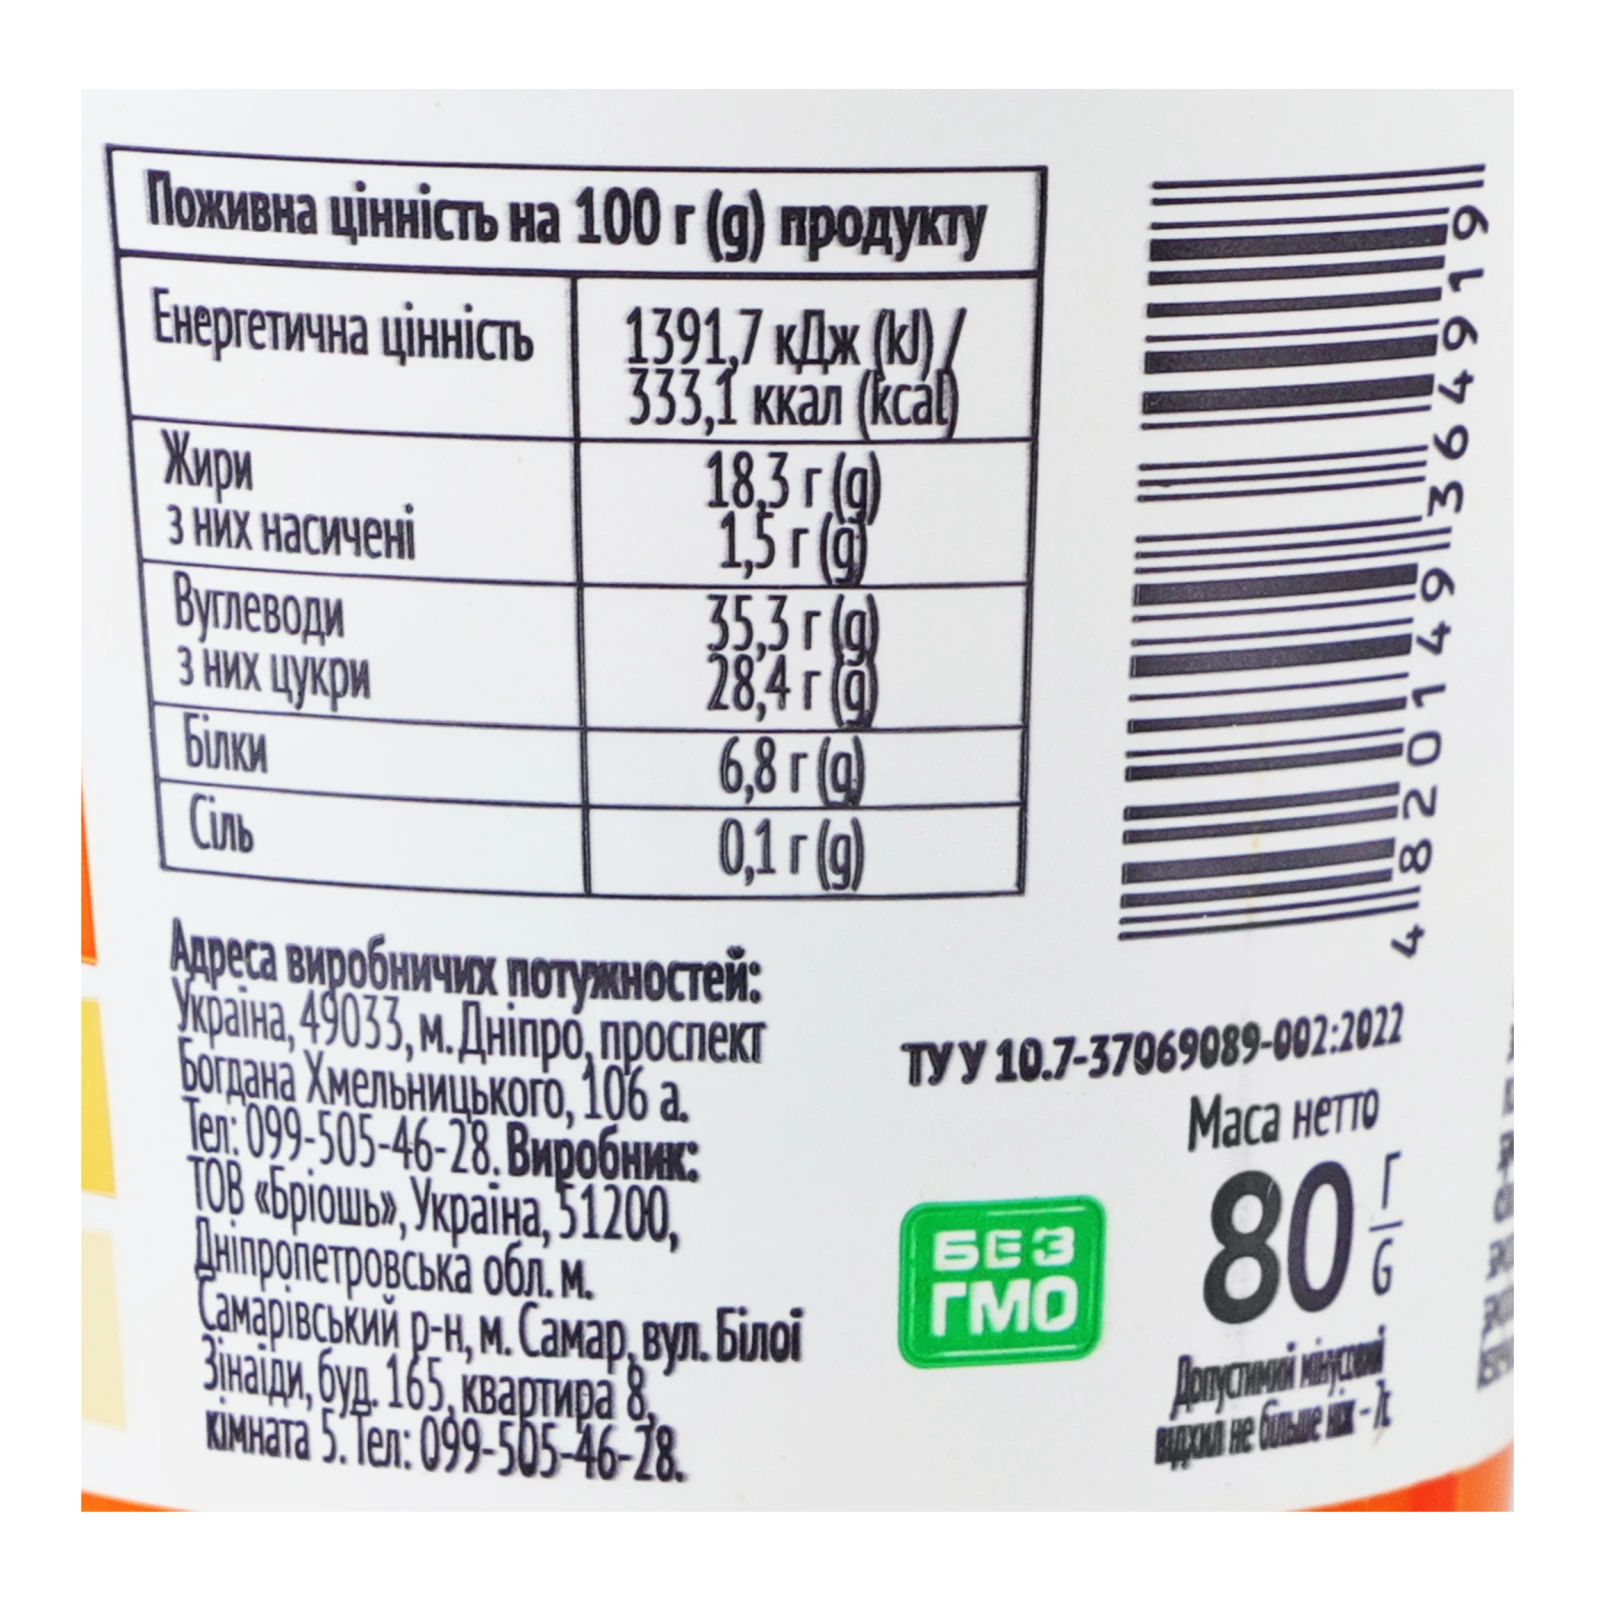 Поживна цінність на 100 г (g) продукту
Енергетична цінність
1391,7 кДж (kJ) /
333,1 ккал (kcal)
Жири
18,3 г (g)
з них насичені
1,5 г (g)
Вуглеводи
35,3 г (g)
з них цукри
28,4 г (g)
Білки
6,8 г (g)
Сіль
0,1 г (g)
Адреса виробничих потужностей:
Україна, 49033, м. Дніпро, проспект
Богдана Хмельницького, 106 а.
Тел: 099-505-46-28. Виробник:
ТОВ «Бріошь», Україна, 51200,
Дніпропетровська обл. м.
Самарівський р-н, м. Самар, вул. Білої
Зінаїди, буд. 165, квартира 8,
кімната 5. Тел: 099-505-46-28.
4 820149 364919
ТУ У 10.7-37069089-002:2022
Маса нетто
80 Г/G
БЕЗ
ГМО
Допустимий мінусовий
відхил не більше ніж -